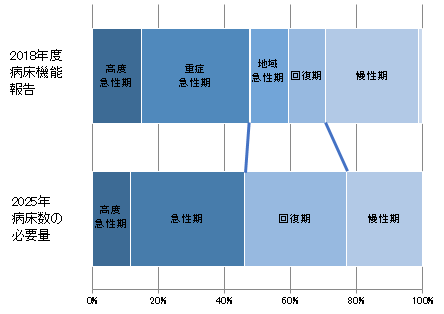 2018年度
病床機能
報告
高度
急性期
重症
急性期
地域
急性期
回復期
慢性期
2025年
病床数の
必要量
高度
急性期
急性期
回復期
慢性期
0%
20%
40%
60%
80%
100%